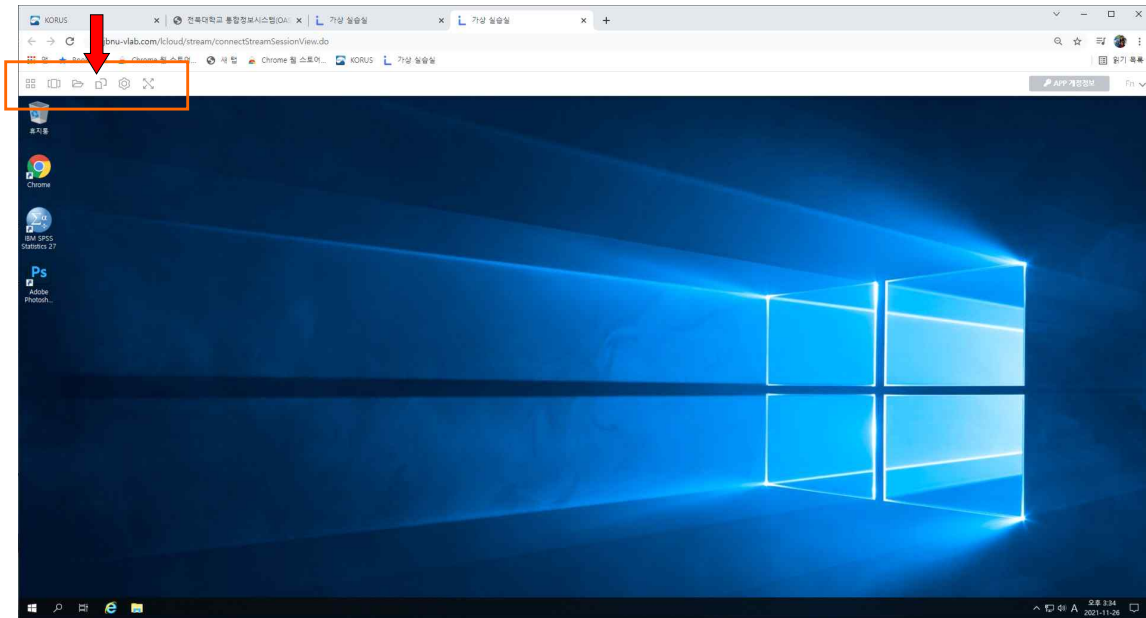 KORUS
전북대학교 통합정보시스템(OA
가상 실습실
가상 실습실
jbnu-vlab.com/lcloud/stream/connectStreamSessionView.do
앱
Chrome 웹 스토어...
새 탭
Chrome 웹 스토어...
KORUS
가상 실습실
읽기 목록
APP 계정정보
En
휴지통
Chrome
IBM SPSS
Statistics 27
Ps
Adobe
Photosh...
A
오후 3:34
2021-11-26